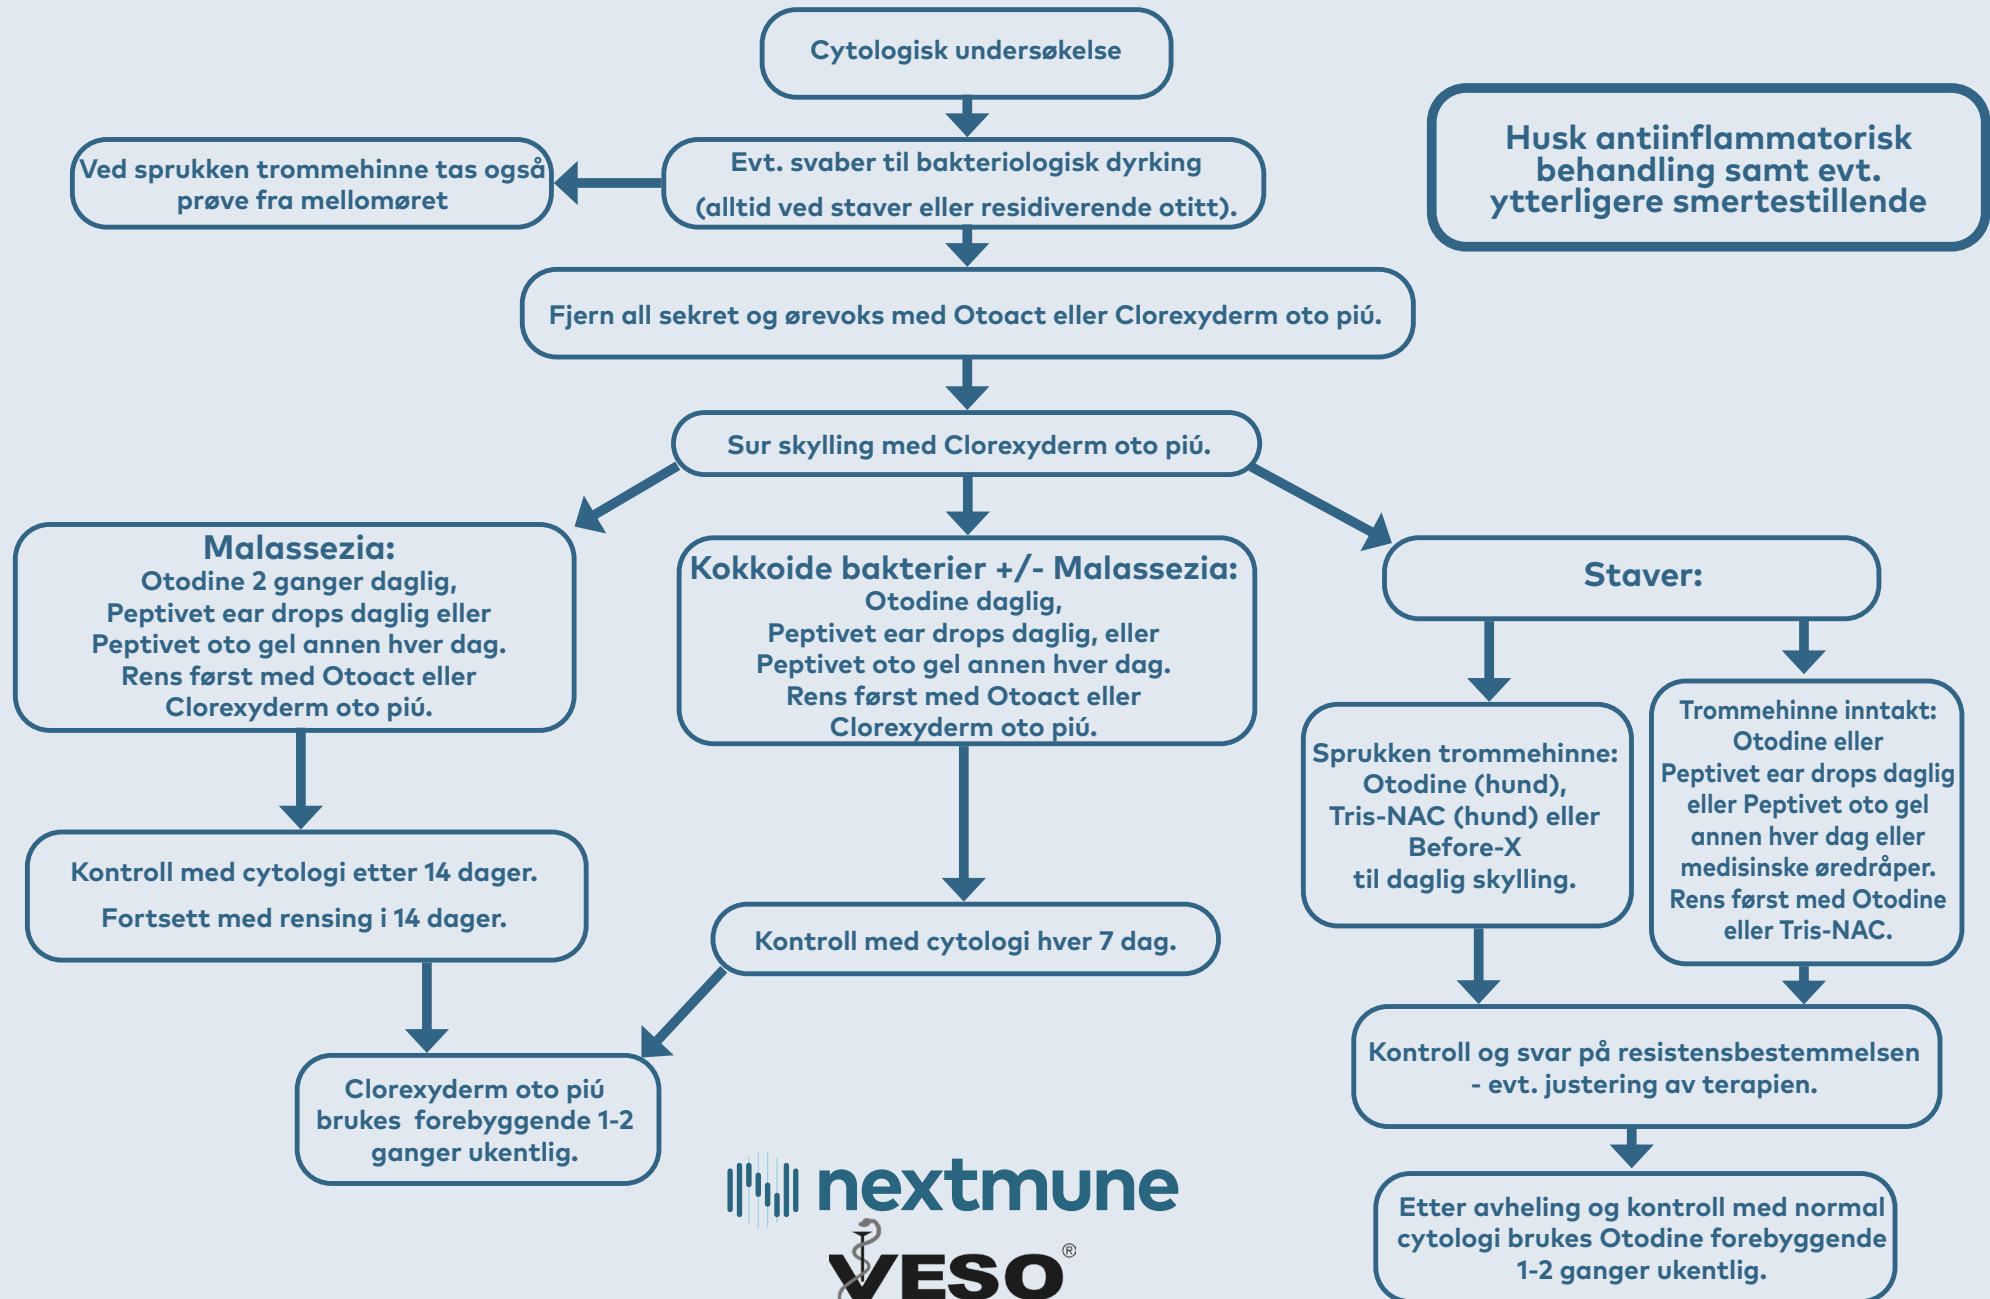 Cytologisk undersøkelse
Husk antiinflammatorisk
behandling samt evt.
ytterligere smertestillende
Ved sprukken trommehinne tas også
prøve fra mellomøret
Evt. svaber til bakteriologisk dyrking
(alltid ved staver eller residiverende otitt).
Fjern all sekret og ørevoks med Otoact eller Clorexyderm oto piú.
Sur skylling med Clorexyderm oto piú.
Malassezia:
Otodine 2 ganger daglig,
Peptivet ear drops daglig eller
Peptivet oto gel annen hver dag.
Rens først med Otoact eller
Clorexyderm oto piú.
Kokkoide bakterier +/- Malassezia:
Otodine daglig,
Peptivet ear drops daglig, eller
Peptivet oto gel annen hver dag.
Rens først med Otoact eller
Clorexyderm oto piú.
Staver:
Sprukken trommehinne:
Otodine (hund),
Tris-NAC (hund) eller
Before-X
til daglig skylling.
Trommehinne inntakt:
Otodine eller
Peptivet ear drops daglig
eller Peptivet oto gel
annen hver dag eller
medisinske øredråper.
Rens først med Otodine
eller Tris-NAC.
Kontroll med cytologi etter 14 dager.
Fortsett med rensing i 14 dager.
Kontroll med cytologi hver 7 dag.
Clorexyderm oto piú
brukes  forebyggende 1-2
ganger ukentlig.
Kontroll og svar på resistensbestemmelsen
- evt. justering av terapien.
Etter avheling og kontroll med normal
cytologi brukes Otodine forebyggende
1-2 ganger ukentlig.
nextmune
VESO®